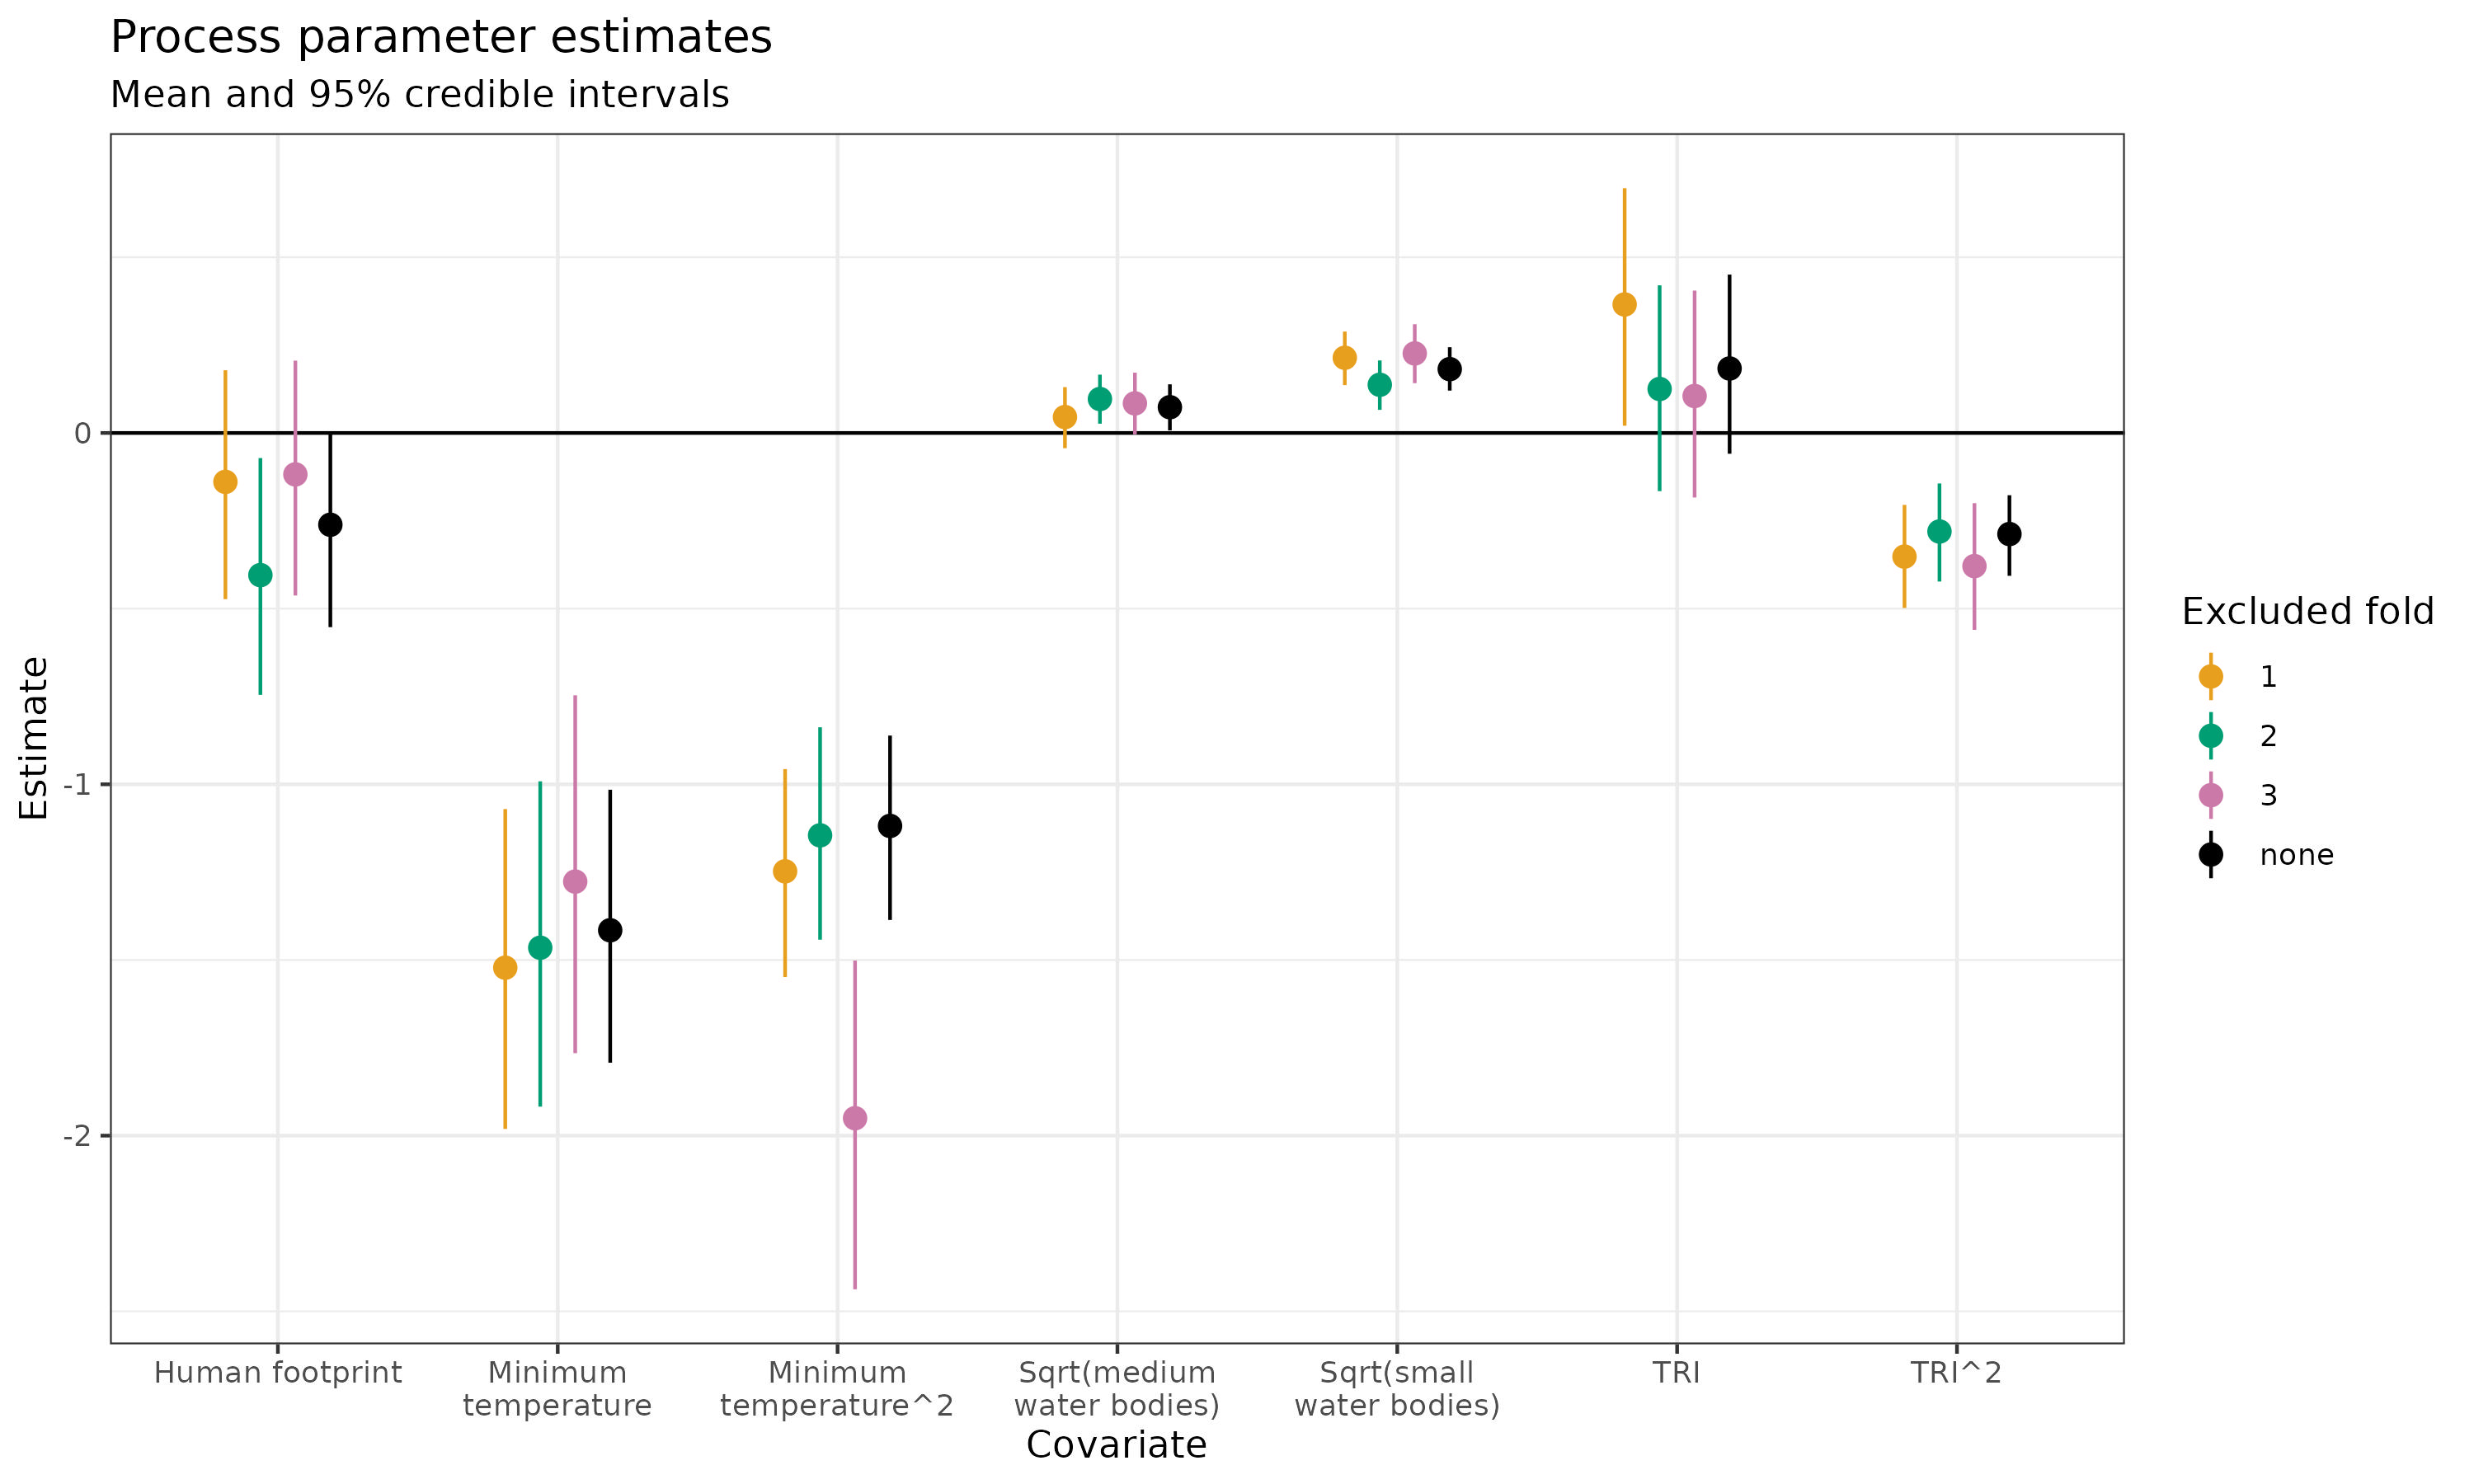 Process parameter estimates
Mean and 95% credible intervals
Estimate
0
-1
-2
Human footprint
Minimum
temperature
Minimum
temperature^2
Sqrt(medium
water bodies)
Sqrt(small
water bodies)
TRI
TRI^2
Covariate
Excluded fold
1
2
3
none